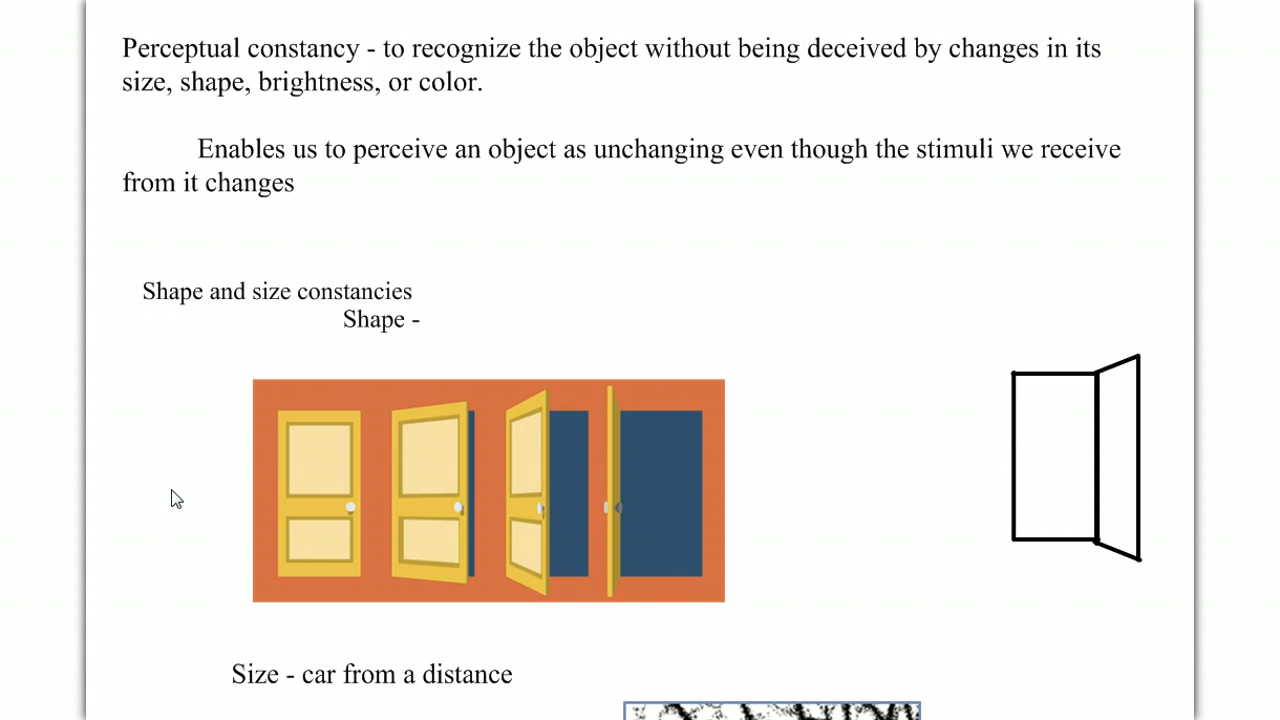 Perceptual constancy - to recognize the object without being deceived by changes in its
size, shape, brightness, or color.
Enables us to perceive an object as unchanging even though the stimuli we receive
from it changes
Shape and size constancies
Shape -
Size - car from a distance